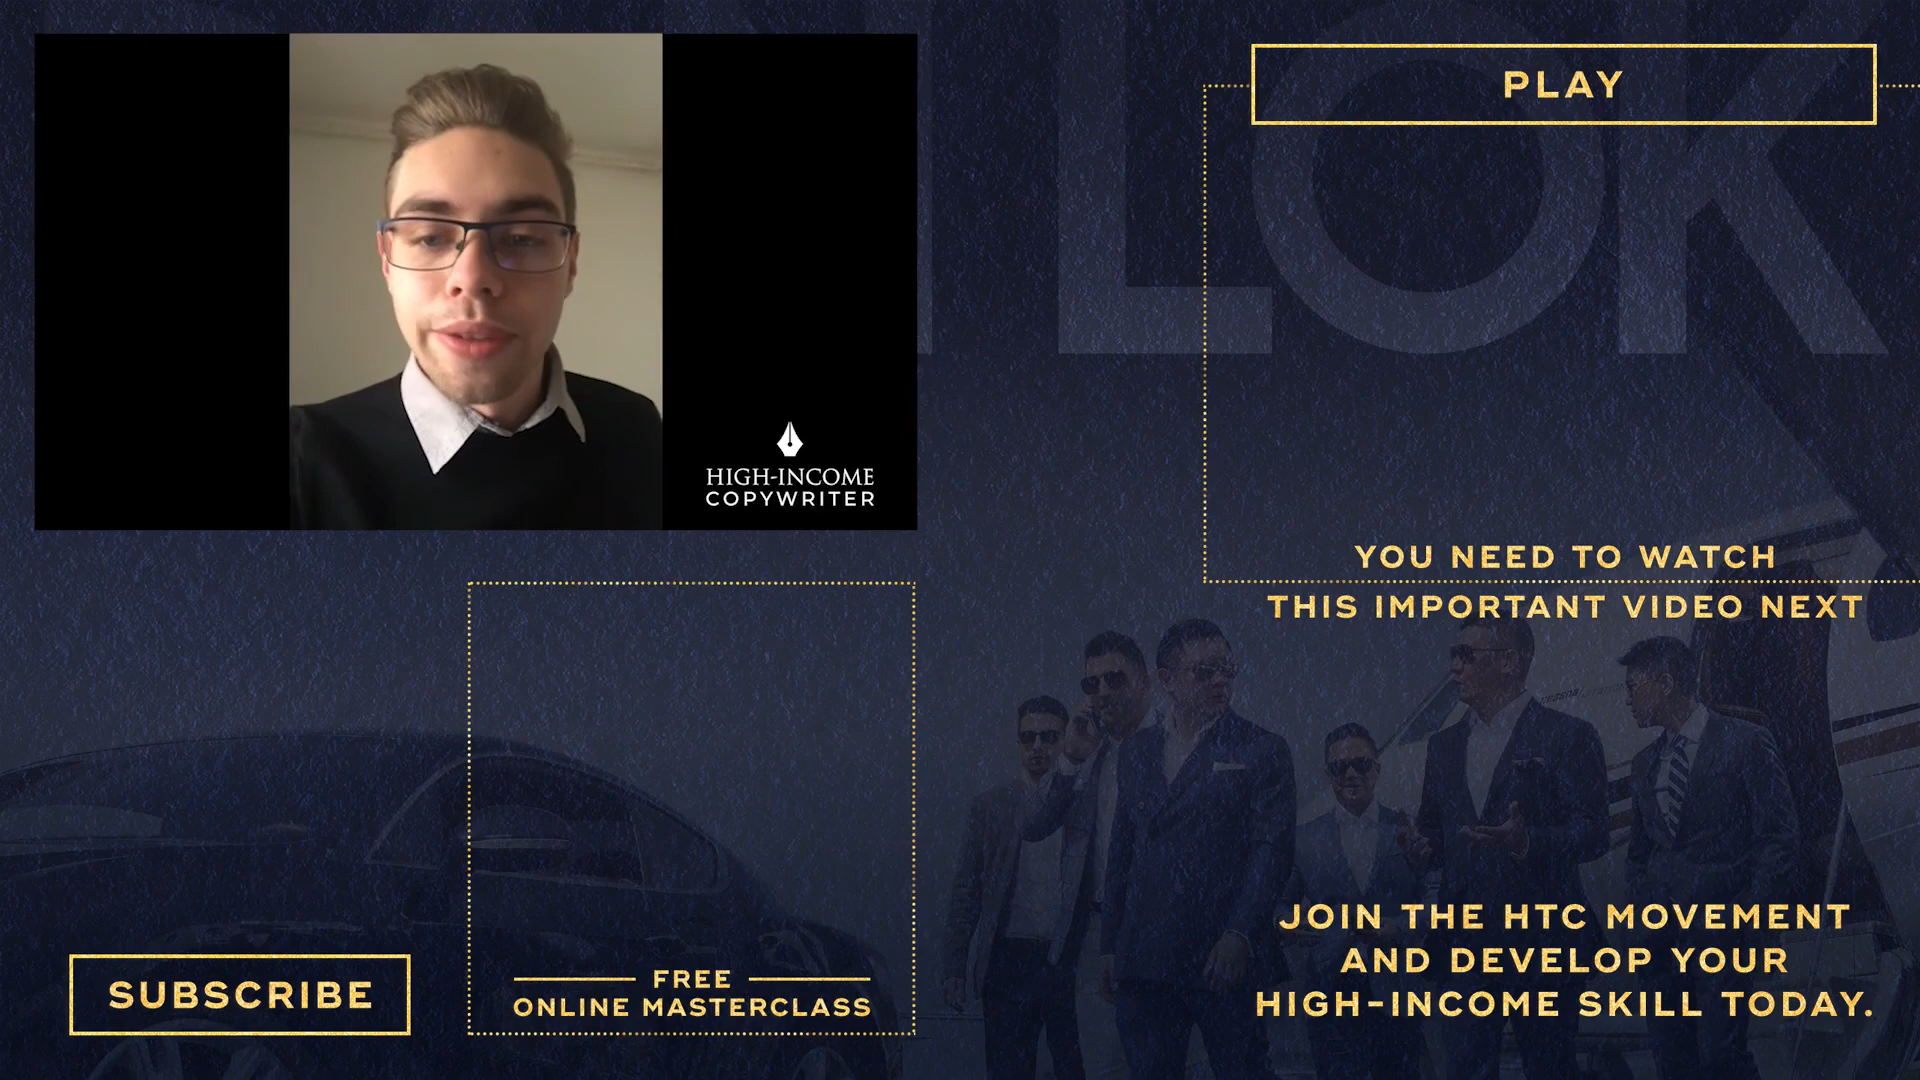 LOK
PLAY
HIGH-INCOME
COPYWRITER
YOU NEED TO WATCH
THIS IMPORTANT VIDEO NEXT
SUBSCRIBE
FREE
ONLINE MASTERCLASS
JOIN THE HTC MOVEMENT
AND DEVELOP YOUR
HIGH-INCOME SKILL TODAY.